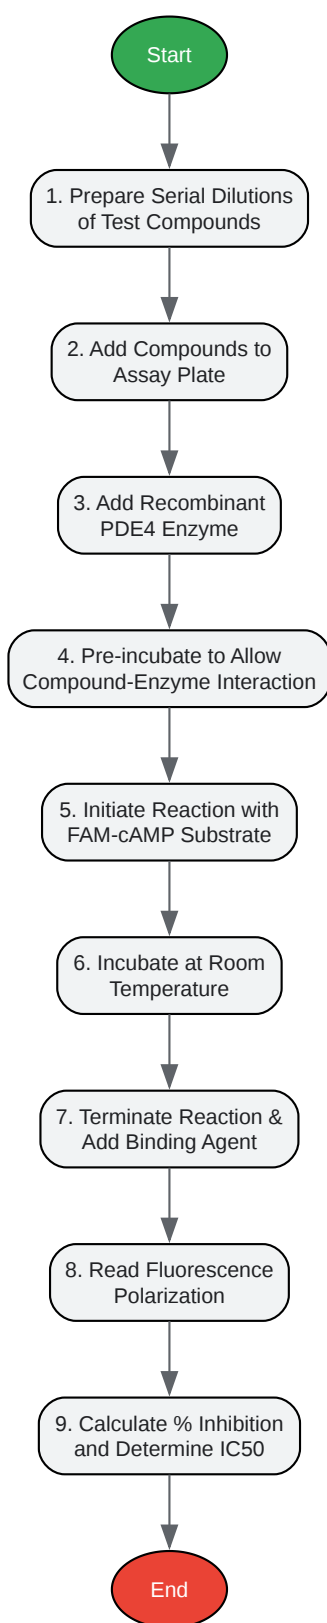 Start
1. Prepare Serial Dilutions
of Test Compounds
2. Add Compounds to
Assay Plate
3. Add Recombinant
PDE4 Enzyme
4. Pre-incubate to Allow
Compound-Enzyme Interaction
5. Initiate Reaction with
FAM-cAMP Substrate
6. Incubate at Room
Temperature
7. Terminate Reaction &
Add Binding Agent
8. Read Fluorescence
Polarization
9. Calculate % Inhibition
and Determine IC50
End